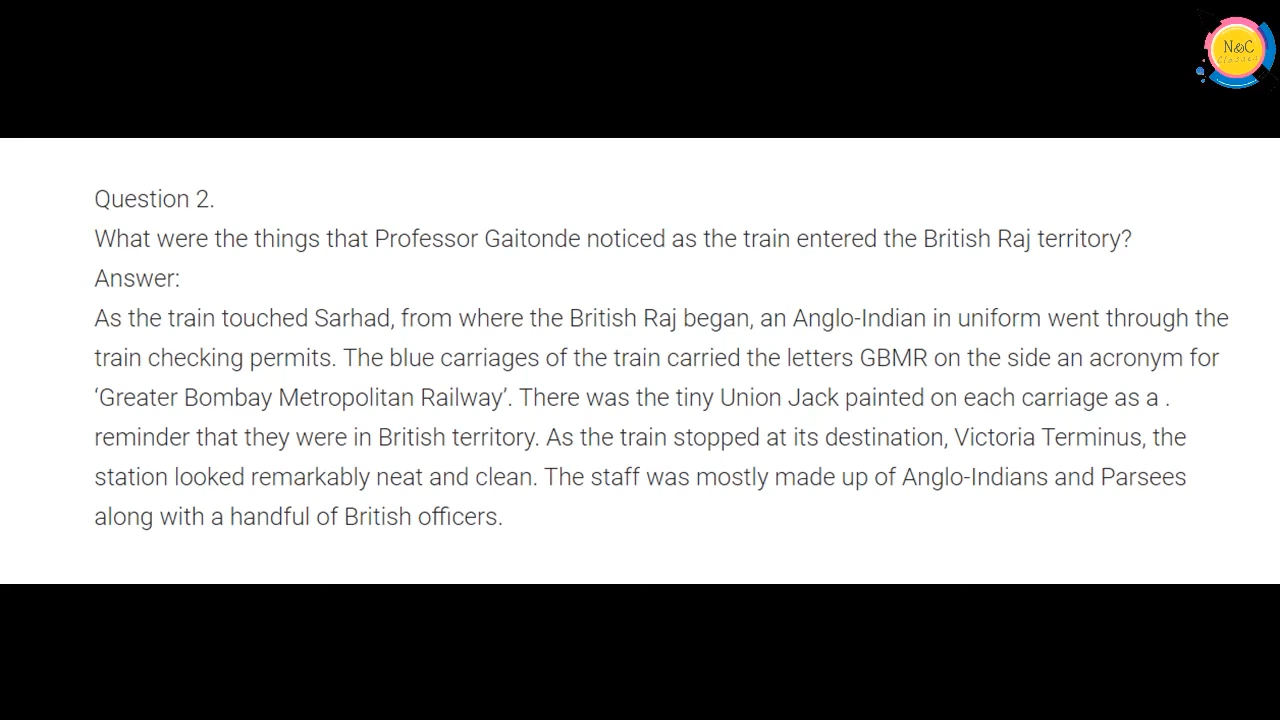 N&C
Classes
Question 2.
What were the things that Professor Gaitonde noticed as the train entered the British Raj territory?
Answer:
As the train touched Sarhad, from where the British Raj began, an Anglo-Indian in uniform went through the
train checking permits. The blue carriages of the train carried the letters GBMR on the side an acronym for
‘Greater Bombay Metropolitan Railway’. There was the tiny Union Jack painted on each carriage as a .
reminder that they were in British territory. As the train stopped at its destination, Victoria Terminus, the
station looked remarkably neat and clean. The staff was mostly made up of Anglo-Indians and Parsees
along with a handful of British officers.